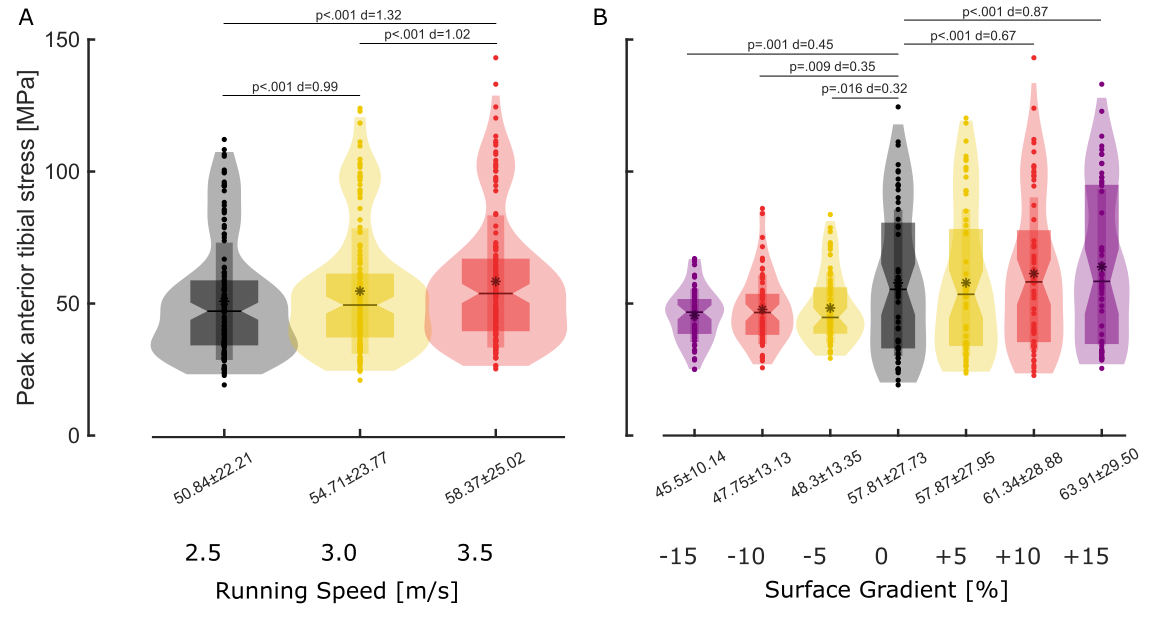 A
p<.001 d=1.32
p<.001 d=1.02
p<.001 d=0.99
Peak anterior tibial stress [MPa]
150
100
50
0
50.84±22.21
54.71±23.77
58.37±25.02
2.5
3.0
3.5
Running Speed [m/s]
B
p<.001 d=0.87
p<.001 d=0.67
p=.001 d=0.45
p=.009 d=0.35
p=.016 d=0.32
45.5±10.14
47.75±13.13
48.3±13.35
57.81±27.73
57.87±27.95
61.34±28.88
63.91±29.50
-15
-10
-5
0
+5
+10
+15
Surface Gradient [%]